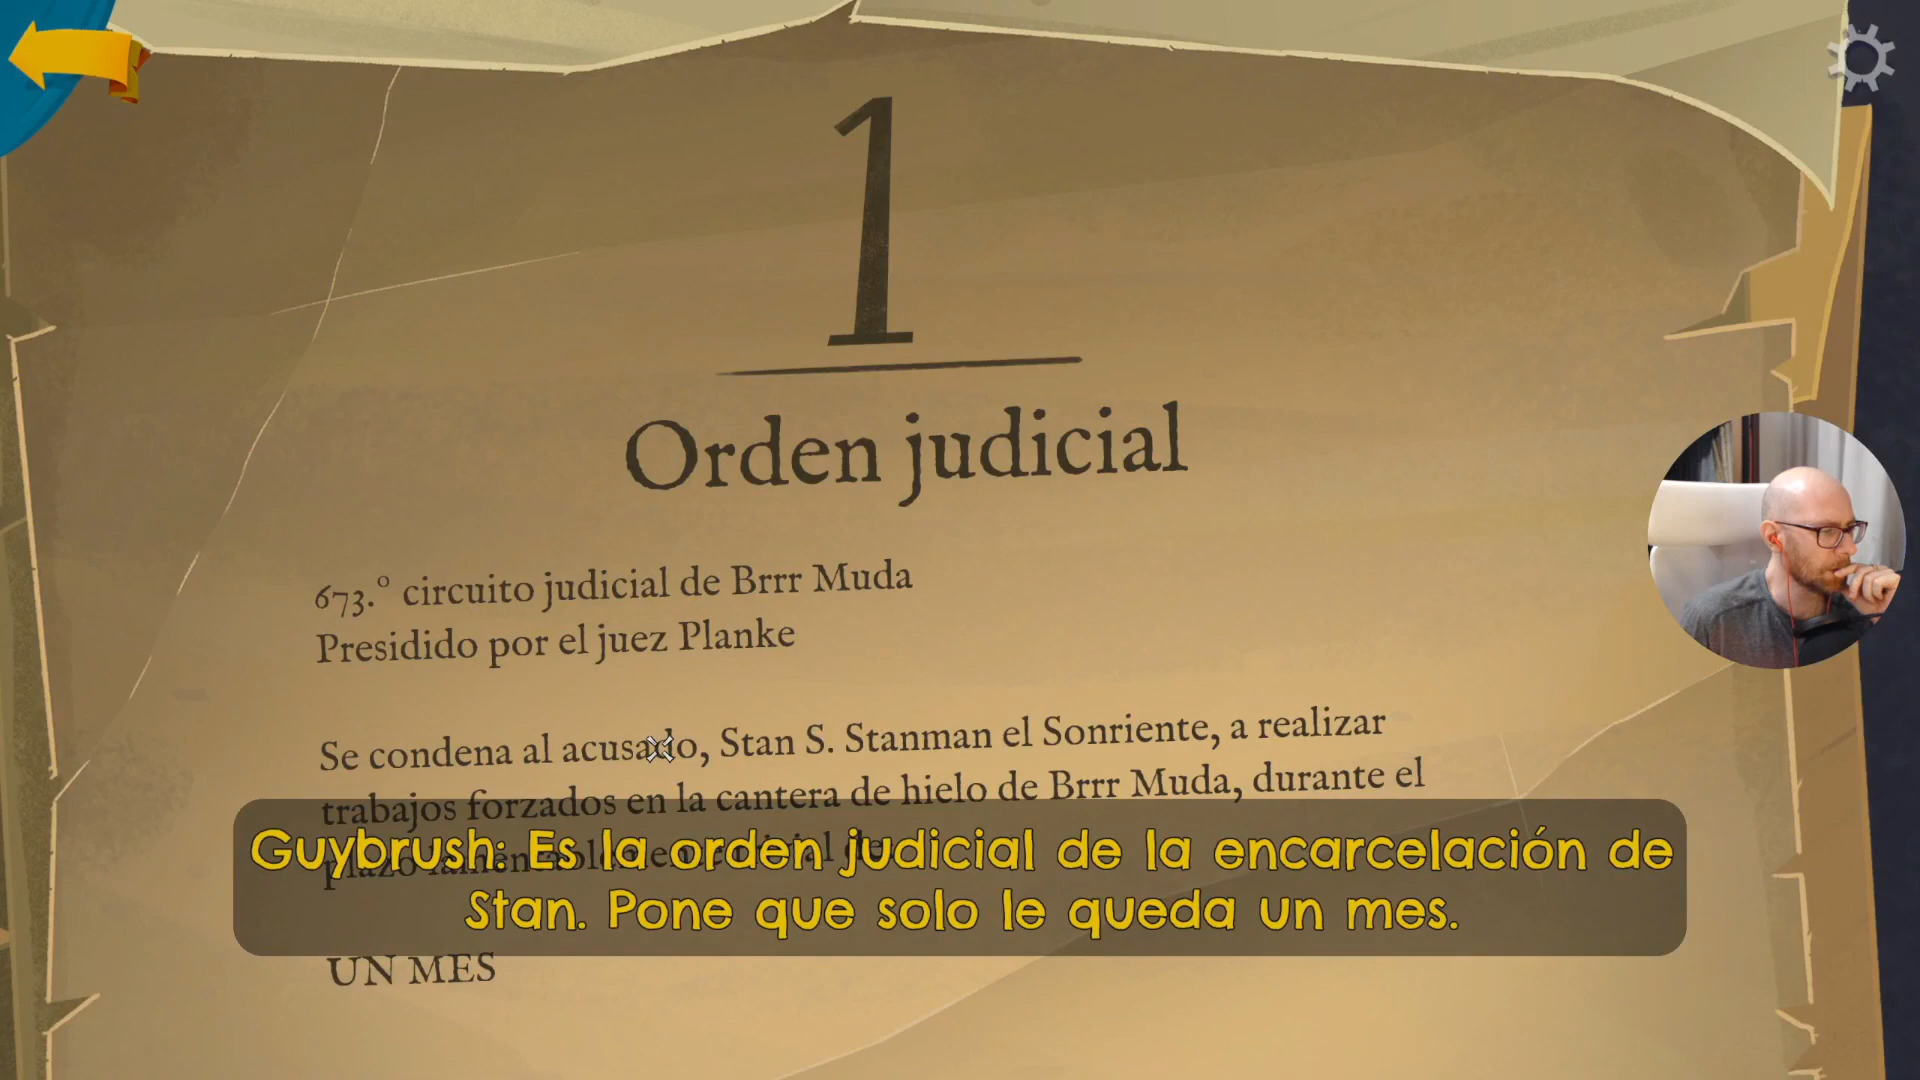 1
Orden judicial
673.º circuito judicial de Brrr Muda
Presidido por el juez Planke
Se condena al acusado, Stan S. Stanman el Sonriente, a realizar
trabajos forzados en la cantera de hielo de Brrr Muda, durante el
plazo
Guybrush: Es la orden judicial de la encarcelación de
Stan. Pone que solo le queda un mes.
UN MES